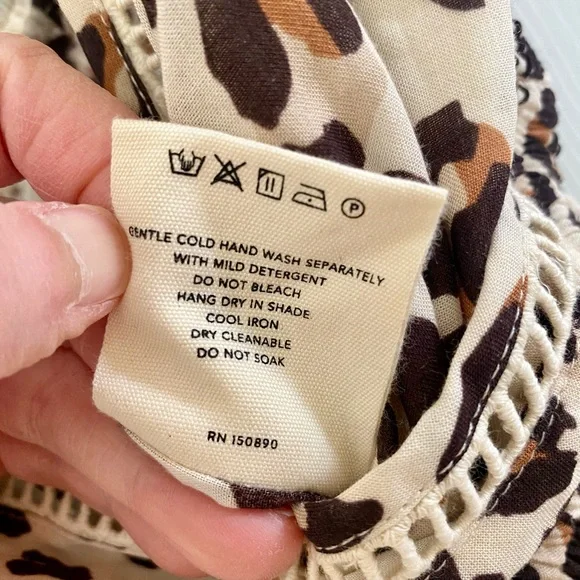 P
GENTLE COLD HAND WASH SEPARATELY
WITH MILD DETERGENT
DO NOT BLEACH
HANG DRY IN SHADE
COOL IRON
DRY CLEANABLE
DO NOT SOAK
RN 150890